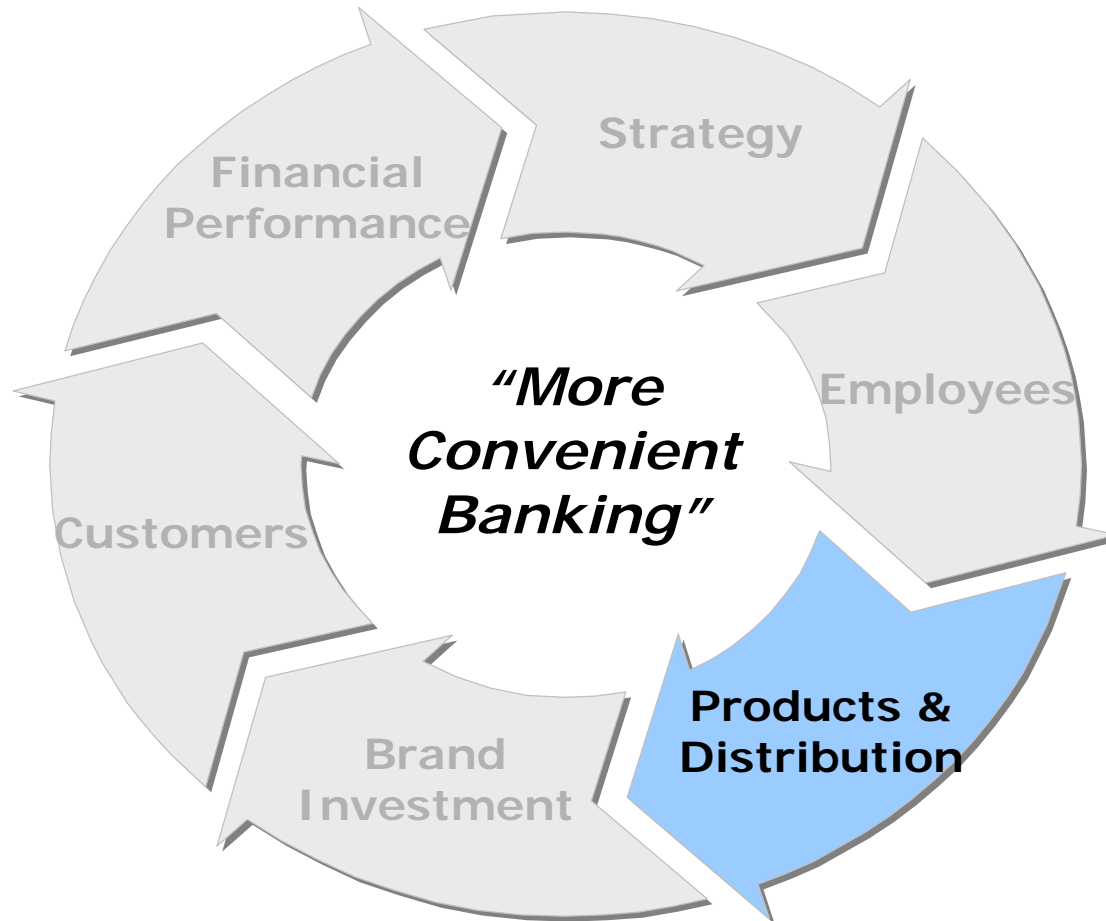 Strategy
Financial
Performance
Employees
“More
Convenient
Banking”
Customers
Products &
Distribution
Brand
Investment